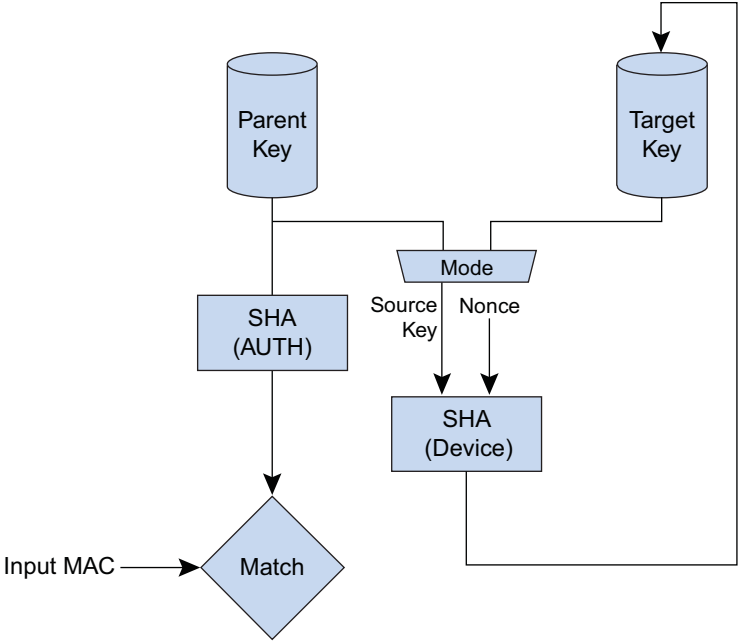 Parent
Key
Target
Key
Mode
Source
Key
Nonce
SHA
(AUTH)
SHA
(Device)
Input MAC
Match